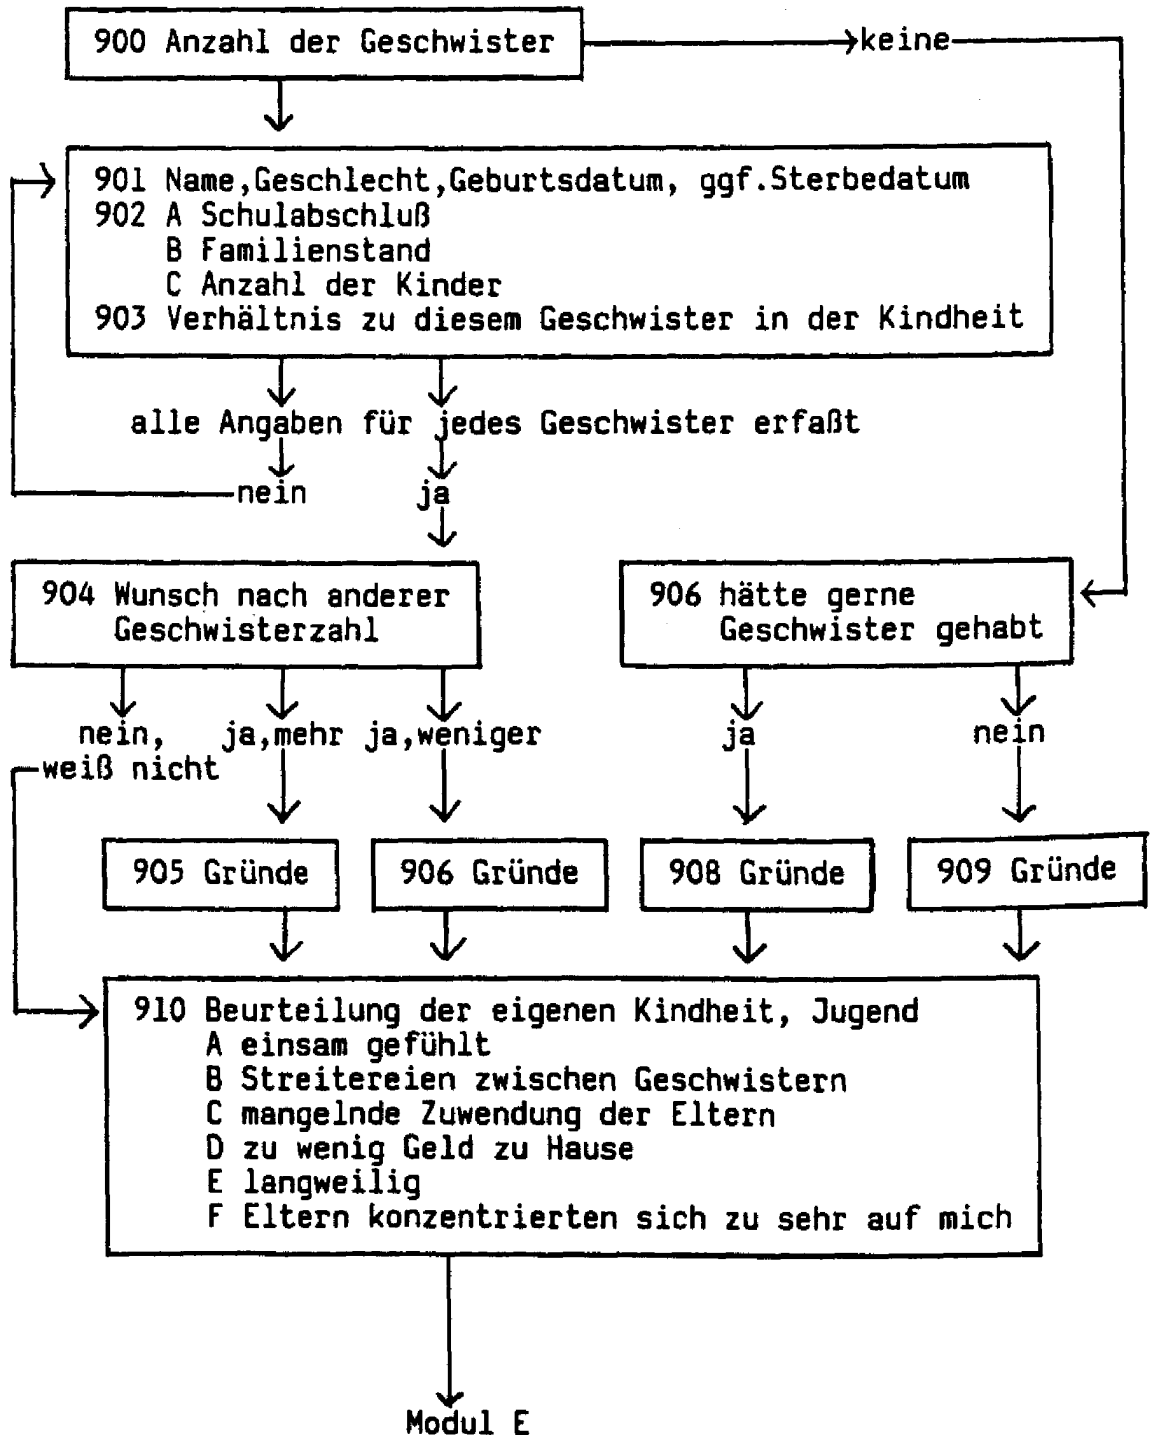 900 Anzahl der Geschwister
keine
901 Name,Geschlecht,Geburtsdatum, ggf.Sterbedatum
902 A Schulabschluß
B Familienstand
C Anzahl der Kinder
903 Verhältnis zu diesem Geschwister in der Kindheit
alle Angaben für jedes Geschwister erfaßt
nein ja
904 Wunsch nach anderer
Geschwisterzahl
906 hätte gerne
Geschwister gehabt
nein,
weiß nicht
ja,mehr
ja,weniger
ja
nein
905 Gründe
906 Gründe
908 Gründe
909 Gründe
910 Beurteilung der eigenen Kindheit, Jugend
A einsam gefühlt
B Streitereien zwischen Geschwistern
C mangelnde Zuwendung der Eltern
D zu wenig Geld zu Hause
E langweilig
F Eltern konzentrierten sich zu sehr auf mich
Modul E